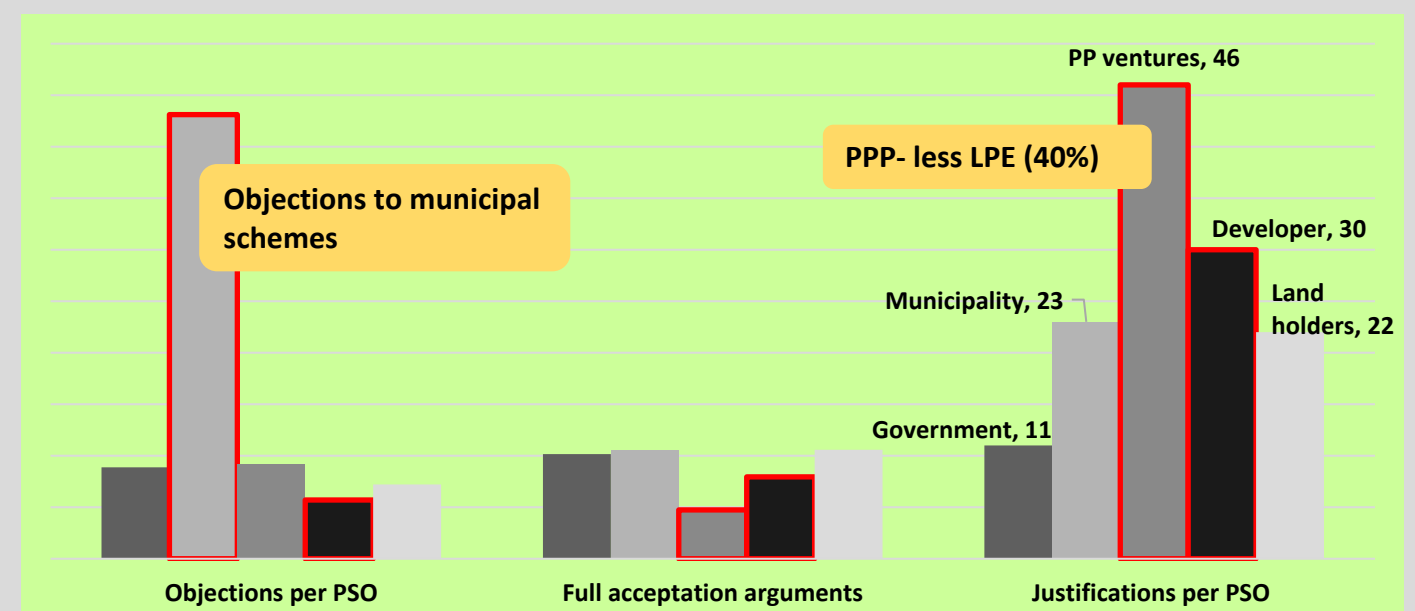 PP ventures, 46
PPP- less LPE (40%)
Objections to municipal
schemes
Developer, 30
Municipality, 23
Land
holders, 22
Government, 11
Objections per PSO
Full acceptation arguments
Justifications per PSO